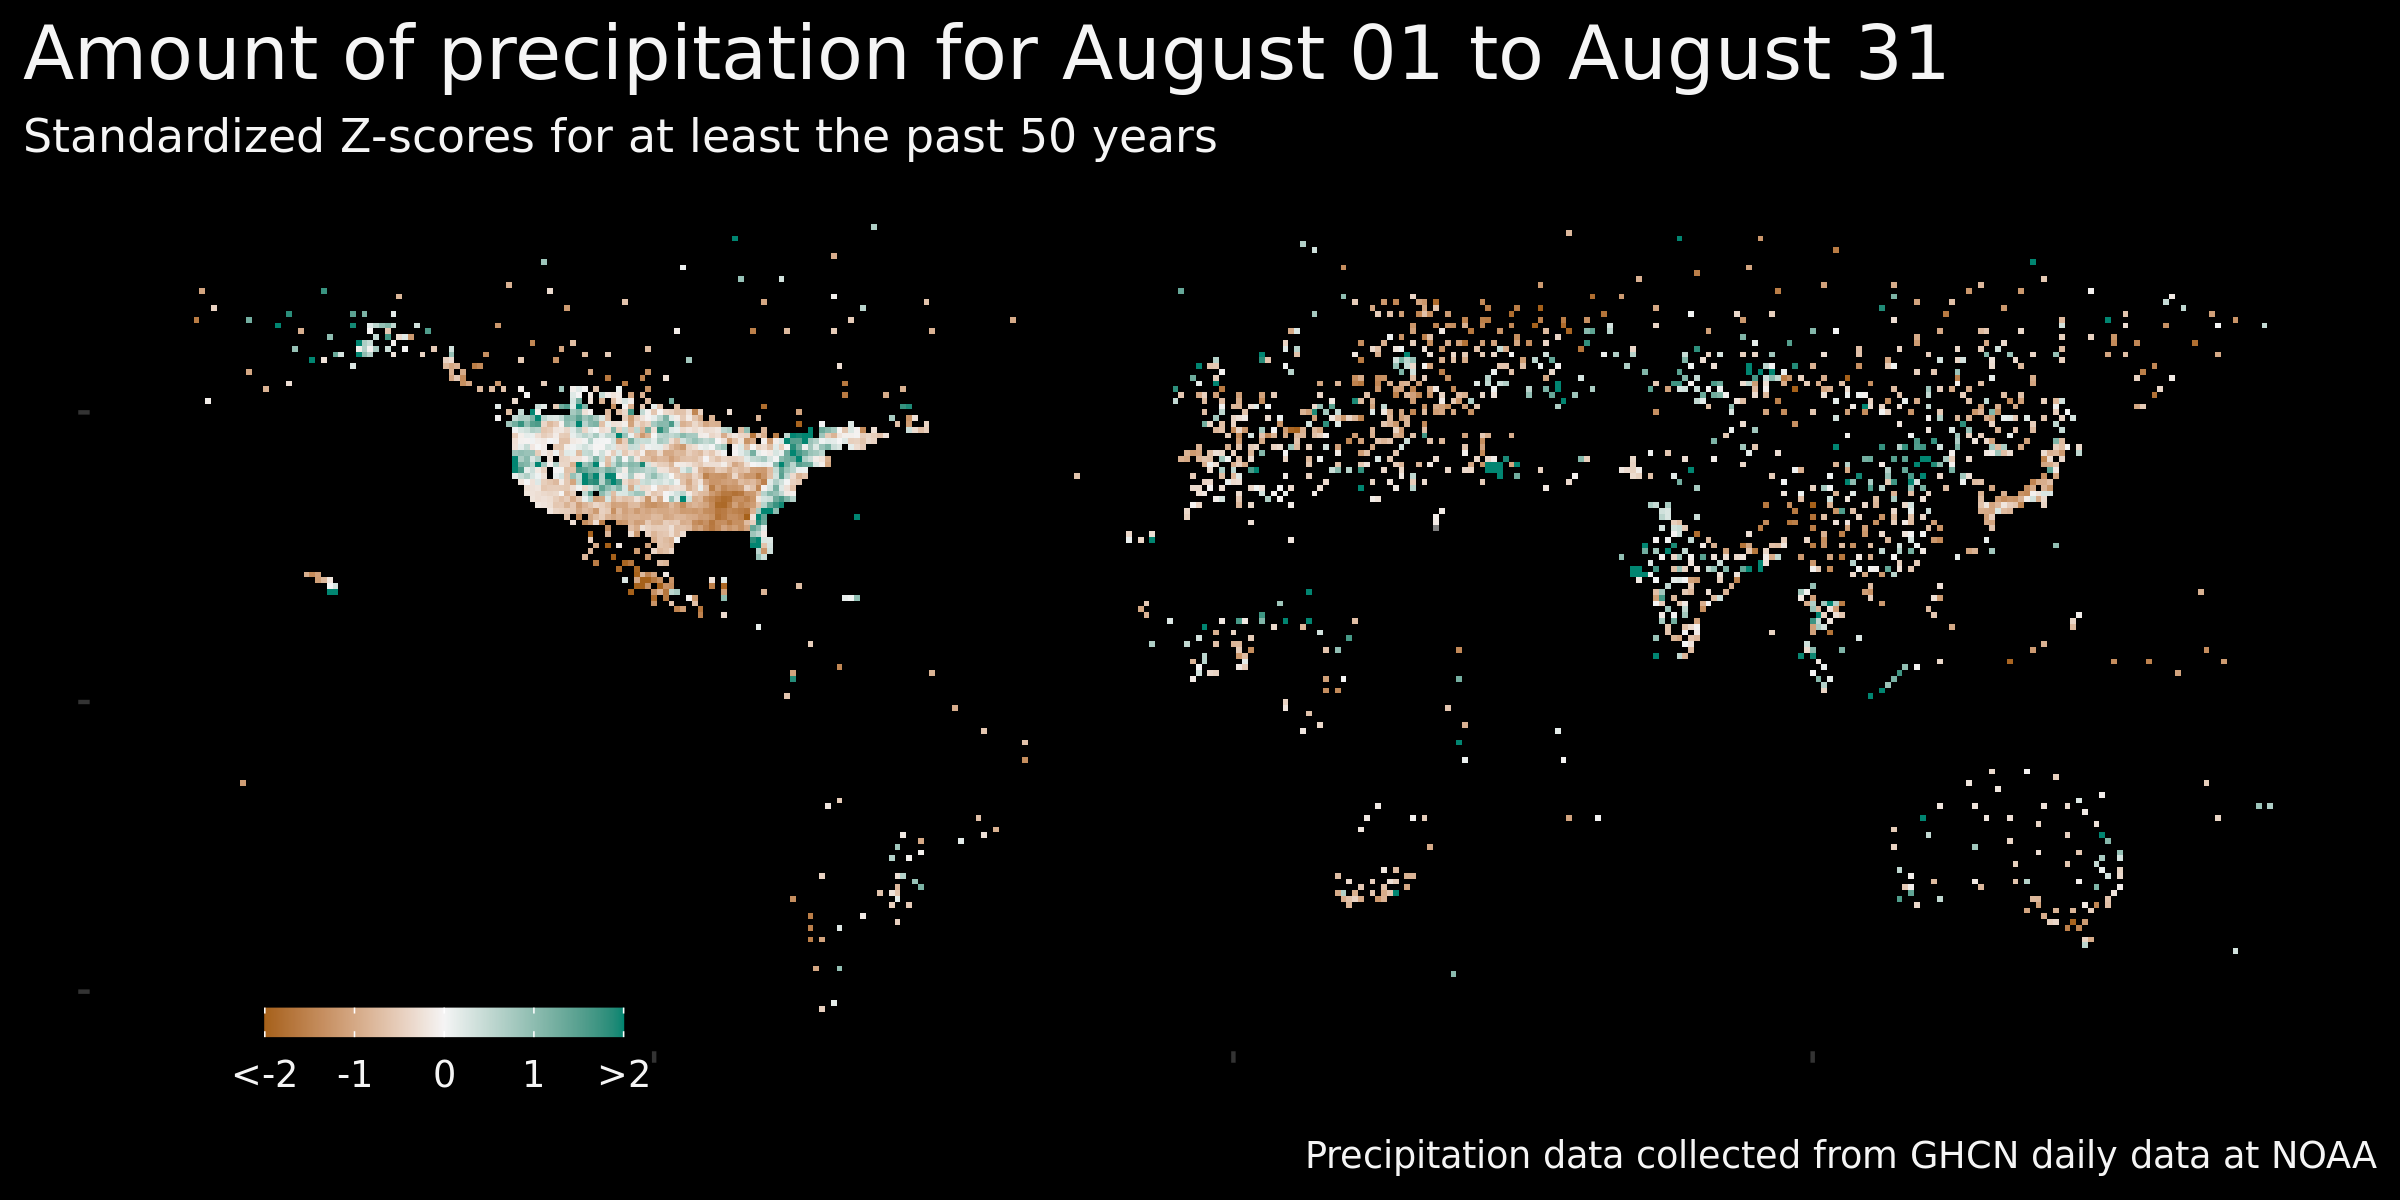 Amount of precipitation for August 01 to August 31
Standardized Z-scores for at least the past 50 years
<-2 -1 0 1 >2
Precipitation data collected from GHCN daily data at NOAA